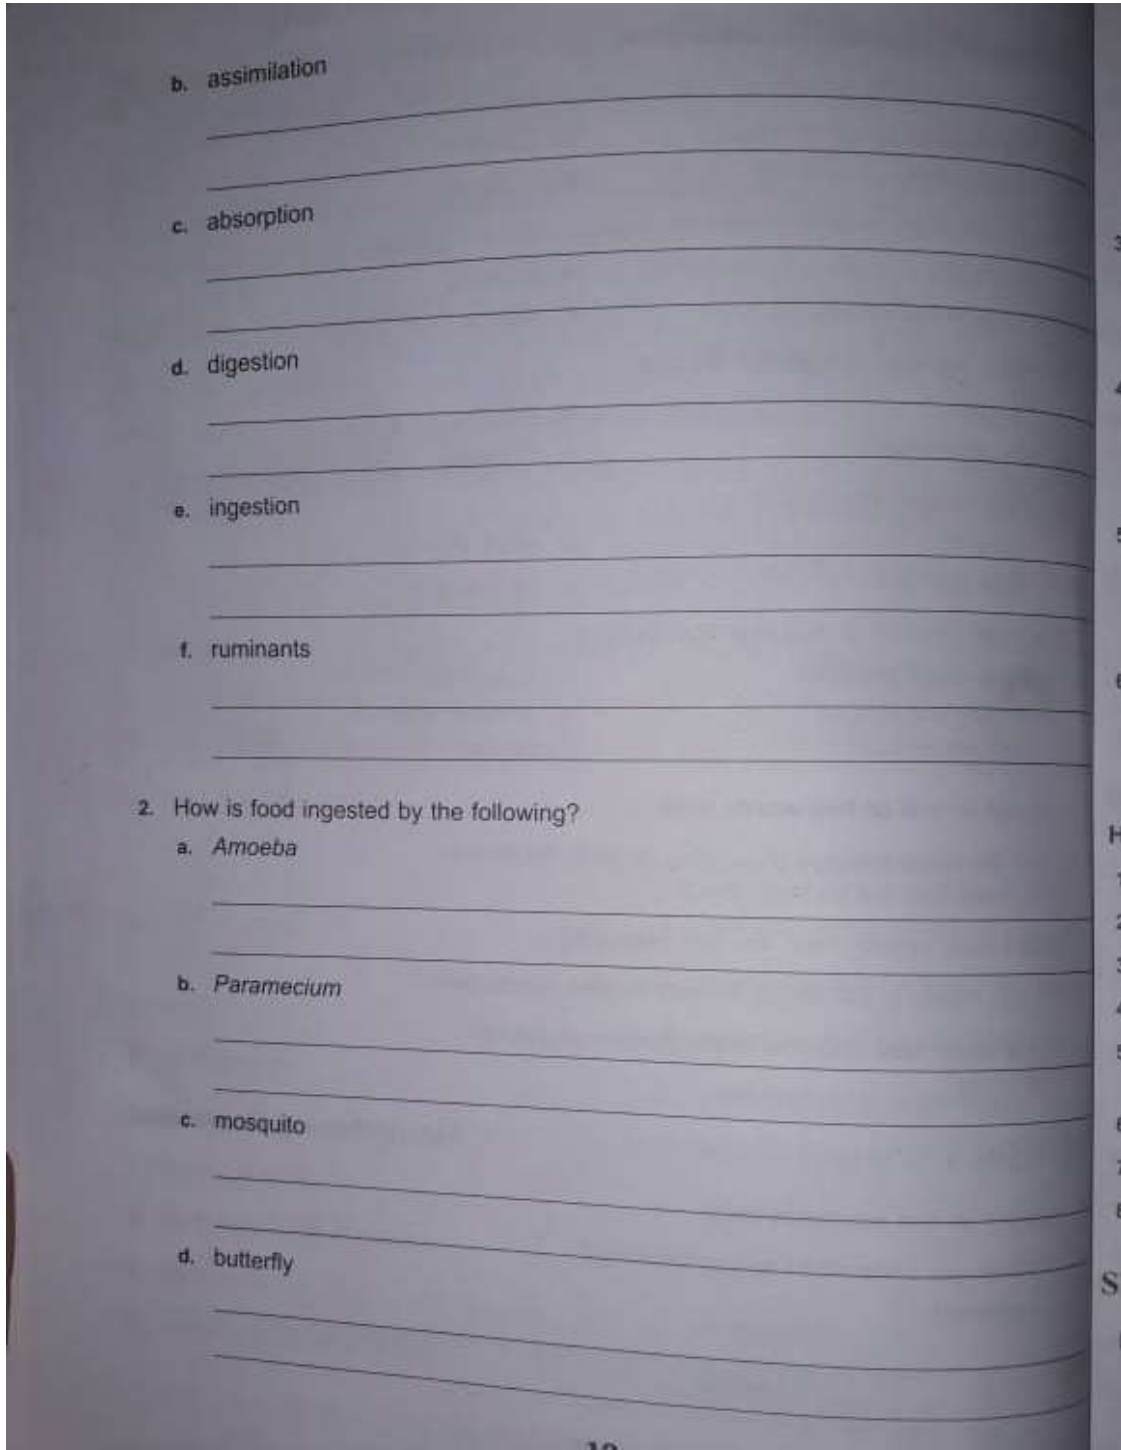 b. assimilation
c. absorption
d. digestion
e. ingestion
f. ruminants
2. How is food ingested by the following?
a. Amoeba
b. Paramecium
c. mosquito
d. butterfly